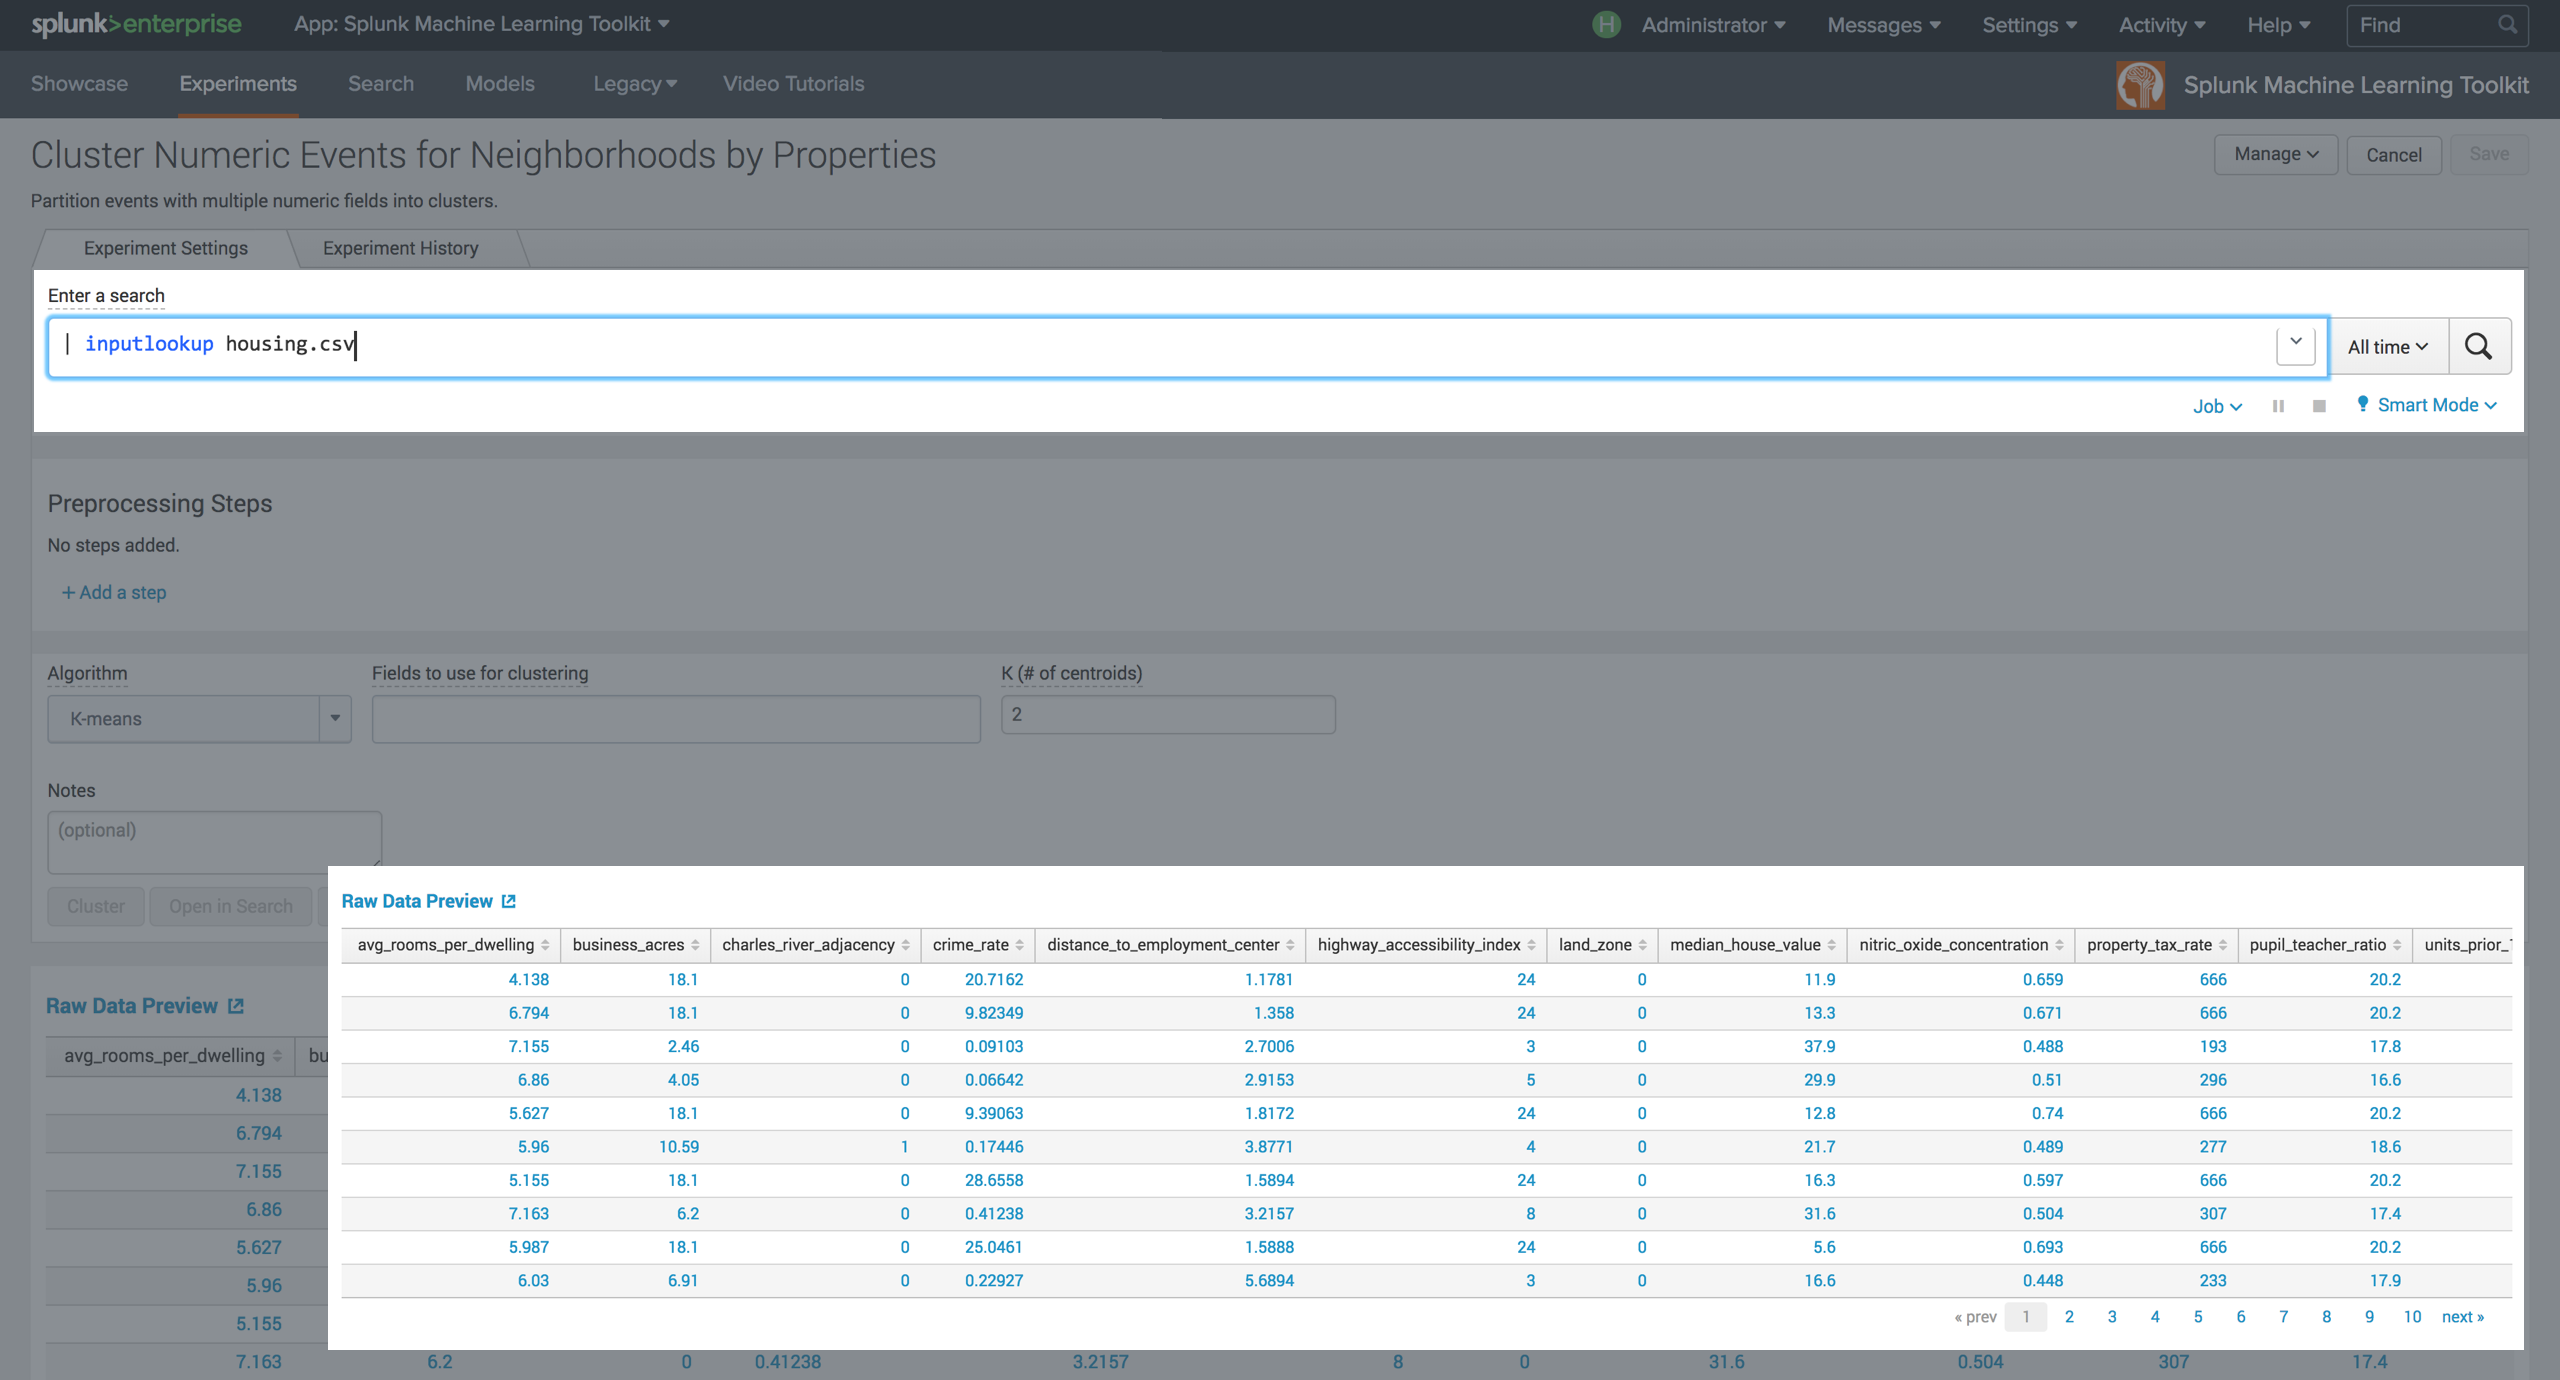 splunk>enterprise App: Splunk Machine Learning Toolkit H Administrator Messages Settings Activity Help Find
Showcase Experiments Search Models Legacy Video Tutorials Splunk Machine Learning Toolkit
Cluster Numeric Events for Neighborhoods by Properties Manage Cancel Save
Partition events with multiple numeric fields into clusters.
Experiment Settings Experiment History
Enter a search
| inputlookup housing.csv All time
Job Smart Mode
Preprocessing Steps
No steps added.
+ Add a step
Algorithm Fields to use for clustering K (# of centroids)
K-means 2
Notes
(optional)
Cluster Open in Search
Raw Data Preview
avg_rooms_per_dwelling business_acres charles_river_adjacency crime_rate distance_to_employment_center highway_accessibility_index land_zone median_house_value nitric_oxide_concentration property_tax_rate pupil_teacher_ratio units_prior_
4.138 18.1 0 20.7162 1.1781 24 0 11.9 0.659 666 20.2
6.794 18.1 0 9.82349 1.358 24 0 13.3 0.671 666 20.2
7.155 2.46 0 0.09103 2.7006 3 0 37.9 0.488 193 17.8
6.86 4.05 0 0.06642 2.9153 5 0 29.9 0.51 296 16.6
5.627 18.1 0 9.39063 1.8172 24 0 12.8 0.74 666 20.2
5.96 10.59 1 0.17446 3.8771 4 0 21.7 0.489 277 18.6
5.155 18.1 0 28.6558 1.5894 24 0 16.3 0.597 666 20.2
7.163 6.2 0 0.41238 3.2157 8 0 31.6 0.504 307 17.4
5.987 18.1 0 25.0461 1.5888 24 0 5.6 0.693 666 20.2
6.03 6.91 0 0.22927 5.6894 3 0 16.6 0.448 233 17.9
« prev 1 2 3 4 5 6 7 8 9 10 next »
Raw Data Preview
avg_rooms_per_dwelling bu
4.138
6.794
7.155
6.86
5.627
5.96
5.155
7.163 6.2 0 0.41238 3.2157 8 0 31.6 0.504 307 17.4